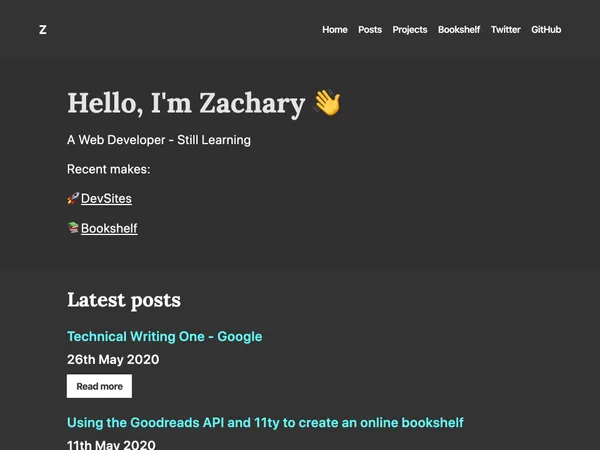 Z
Home Posts Projects Bookshelf Twitter GitHub
Hello, I'm Zachary 👋
A Web Developer - Still Learning
Recent makes:
🚀 DevSites
📚 Bookshelf
Latest posts
Technical Writing One - Google
26th May 2020
Read more
Using the Goodreads API and 11ty to create an online bookshelf
11th May 2020